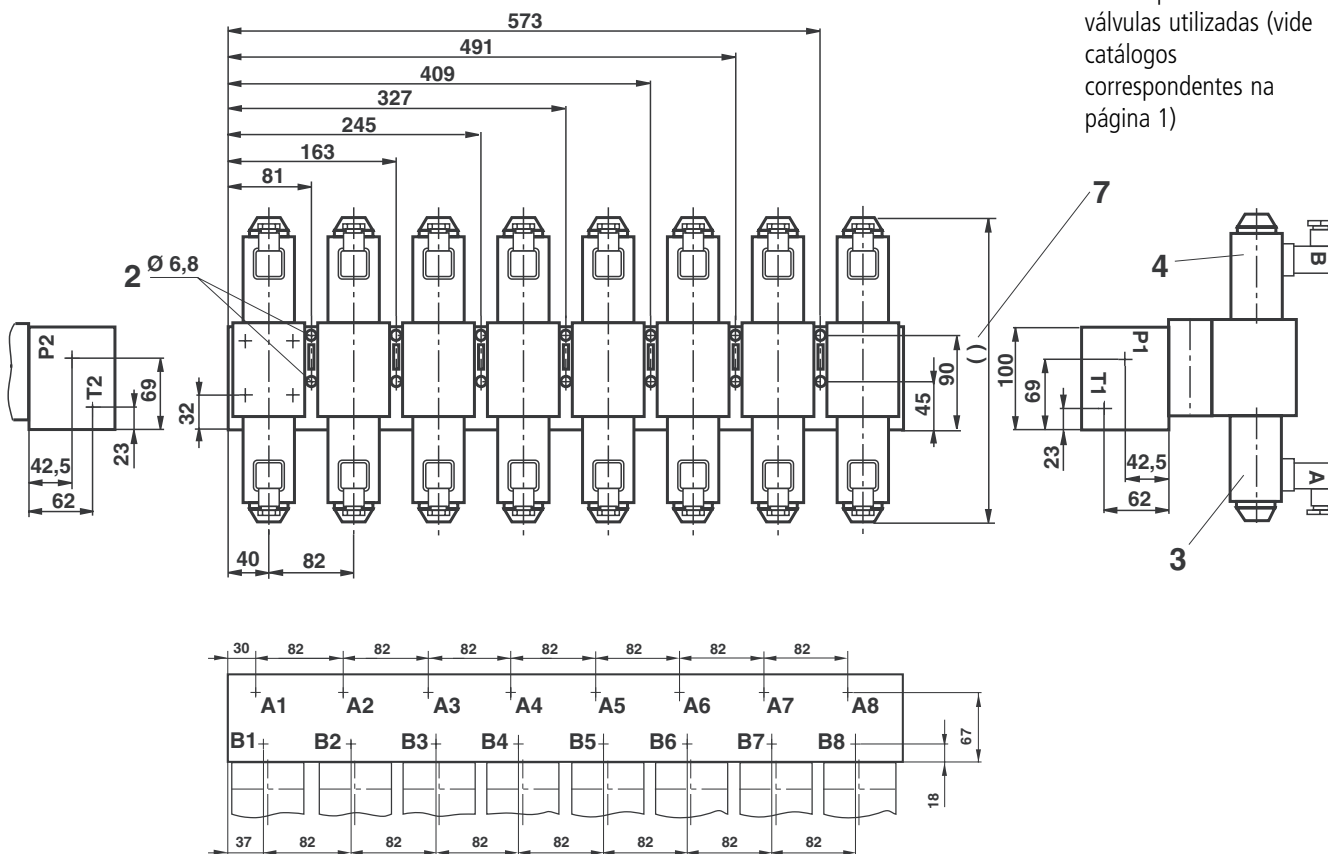 válvulas utilizadas (vide
catálogos
correspondentes na
página 1)
573
491
409
327
245
163
81
7
2 Ø 6,8
4
B
P2
T2
69
23
42,5
62
32
90
45
( )
100
P1
T1
69
23
42,5
62
A
3
40 82
30 82 82 82 82 82 82 82
A1 A2 A3 A4 A5 A6 A7 A8
B1 B2 B3 B4 B5 B6 B7 B8
67
18
37 82 82 82 82 82 82 82